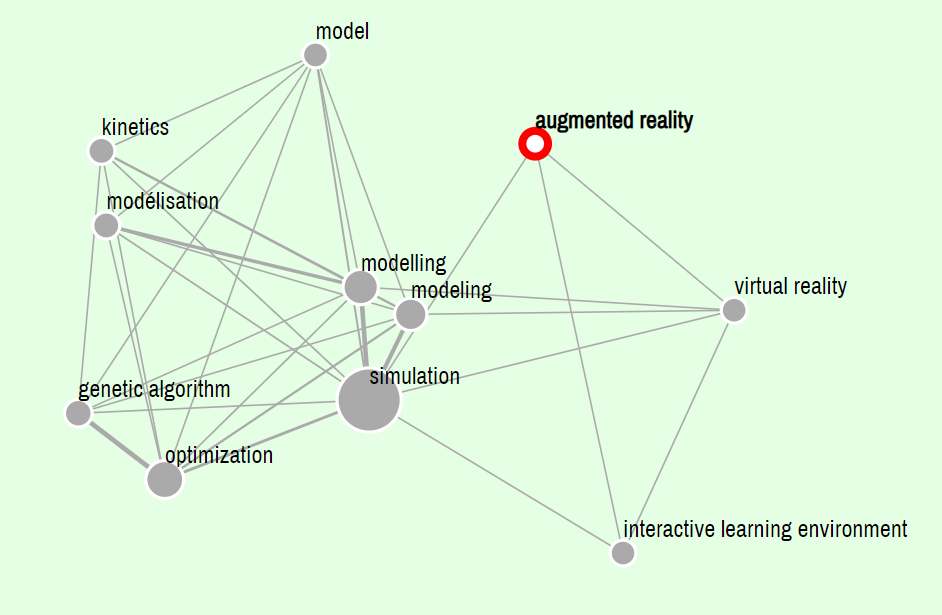 model
augmented reality
kinetics
modélisation
modelling
virtual reality
modeling
simulation
genetic algorithm
optimization
interactive learning environment